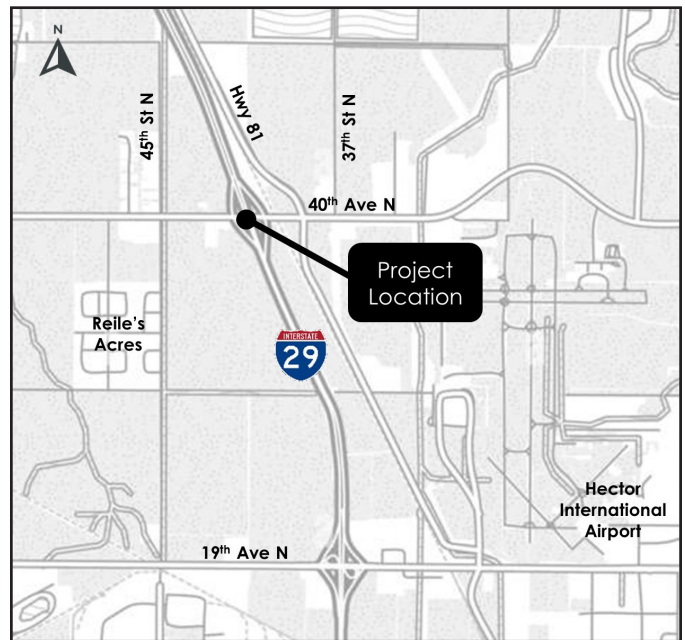 N
45th St N
Hwy 81
37th St N
40th Ave N
Project
Location
Reile's
Acres
INTERSTATE
29
Hector
International
Airport
19th Ave N